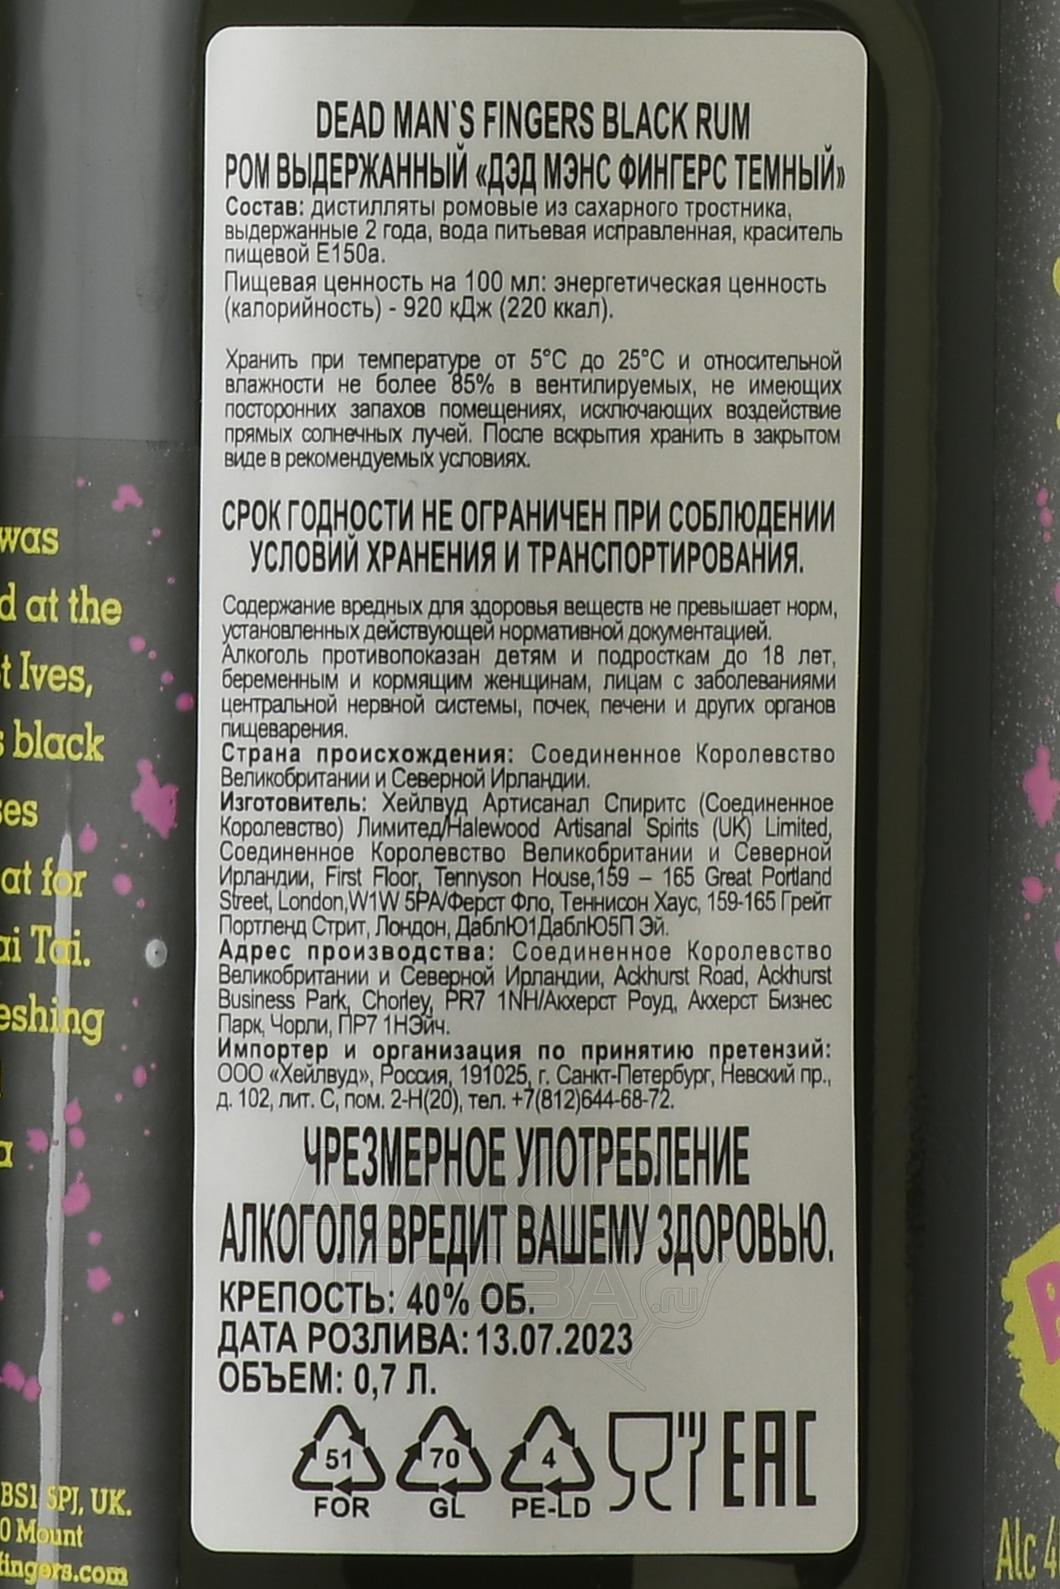 DEAD MAN`S FINGERS BLACK RUM
РОМ ВЫДЕРЖАННЫЙ «ДЭД МЭНС ФИНГЕРС ТЕМНЫЙ»
Состав: дистилляты ромовые из сахарного тростника,
выдержанные 2 года, вода питьевая исправленная, краситель
пищевой Е150а.
Пищевая ценность на 100 мл: энергетическая ценность
(калорийность) - 920 кДж (220 ккал).
Хранить при температуре от 5°С до 25°С и относительной
влажности не более 85% в вентилируемых, не имеющих
посторонних запахов помещениях, исключающих воздействие
прямых солнечных лучей. После вскрытия хранить в закрытом
виде в рекомендуемых условиях.
СРОК ГОДНОСТИ НЕ ОГРАНИЧЕН ПРИ СОБЛЮДЕНИИ
УСЛОВИЙ ХРАНЕНИЯ И ТРАНСПОРТИРОВАНИЯ.
Содержание вредных для здоровья веществ не превышает норм,
установленных действующей нормативной документацией.
Алкоголь противопоказан детям и подросткам до 18 лет,
беременным и кормящим женщинам, лицам с заболеваниями
центральной нервной системы, почек, печени и других органов
пищеварения.
Страна происхождения: Соединенное Королевство
Великобритании и Северной Ирландии.
Изготовитель: Хейлвуд Артисанал Спиритс (Соединенное
Королевство) Лимитед/Halewood Artisanal Spirits (UK) Limited,
Соединенное Королевство Великобритании и Северной
Ирландии, First Floor, Tennyson House,159 – 165 Great Portland
Street, London,W1W 5PA/Ферст Фло, Теннисон Хаус, 159-165 Грейт
Портленд Стрит, Лондон, ДаблЮ1ДаблЮ5П Эй.
Адрес производства: Соединенное Королевство
Великобритании и Северной Ирландии, Ackhurst Road, Ackhurst
Business Park, Chorley, PR7 1NH/Акхерст Роуд, Акхерст Бизнес
Парк, Чорли, ПР7 1НЭйч.
Импортер и организация по принятию претензий:
ООО «Хейлвуд», Россия, 191025, г. Санкт-Петербург, Невский пр.,
д. 102, лит. С, пом. 2-Н(20), тел. +7(812)644-68-72.
ЧРЕЗМЕРНОЕ УПОТРЕБЛЕНИЕ
АЛКОГОЛЯ ВРЕДИТ ВАШЕМУ ЗДОРОВЬЮ.
КРЕПОСТЬ: 40% ОБ.
ДАТА РОЗЛИВА: 13.07.2023
ОБЪЕМ: 0,7 Л.
51 70 4 EAC
FOR GL PE-LD
was
d at the
t Ives,
s black
ses
at for
ai Tai.
eshing
a
BS1 5PJ, UK.
0 Mount
fingers.com
Alc 4
АЛКО
НААВА.ru